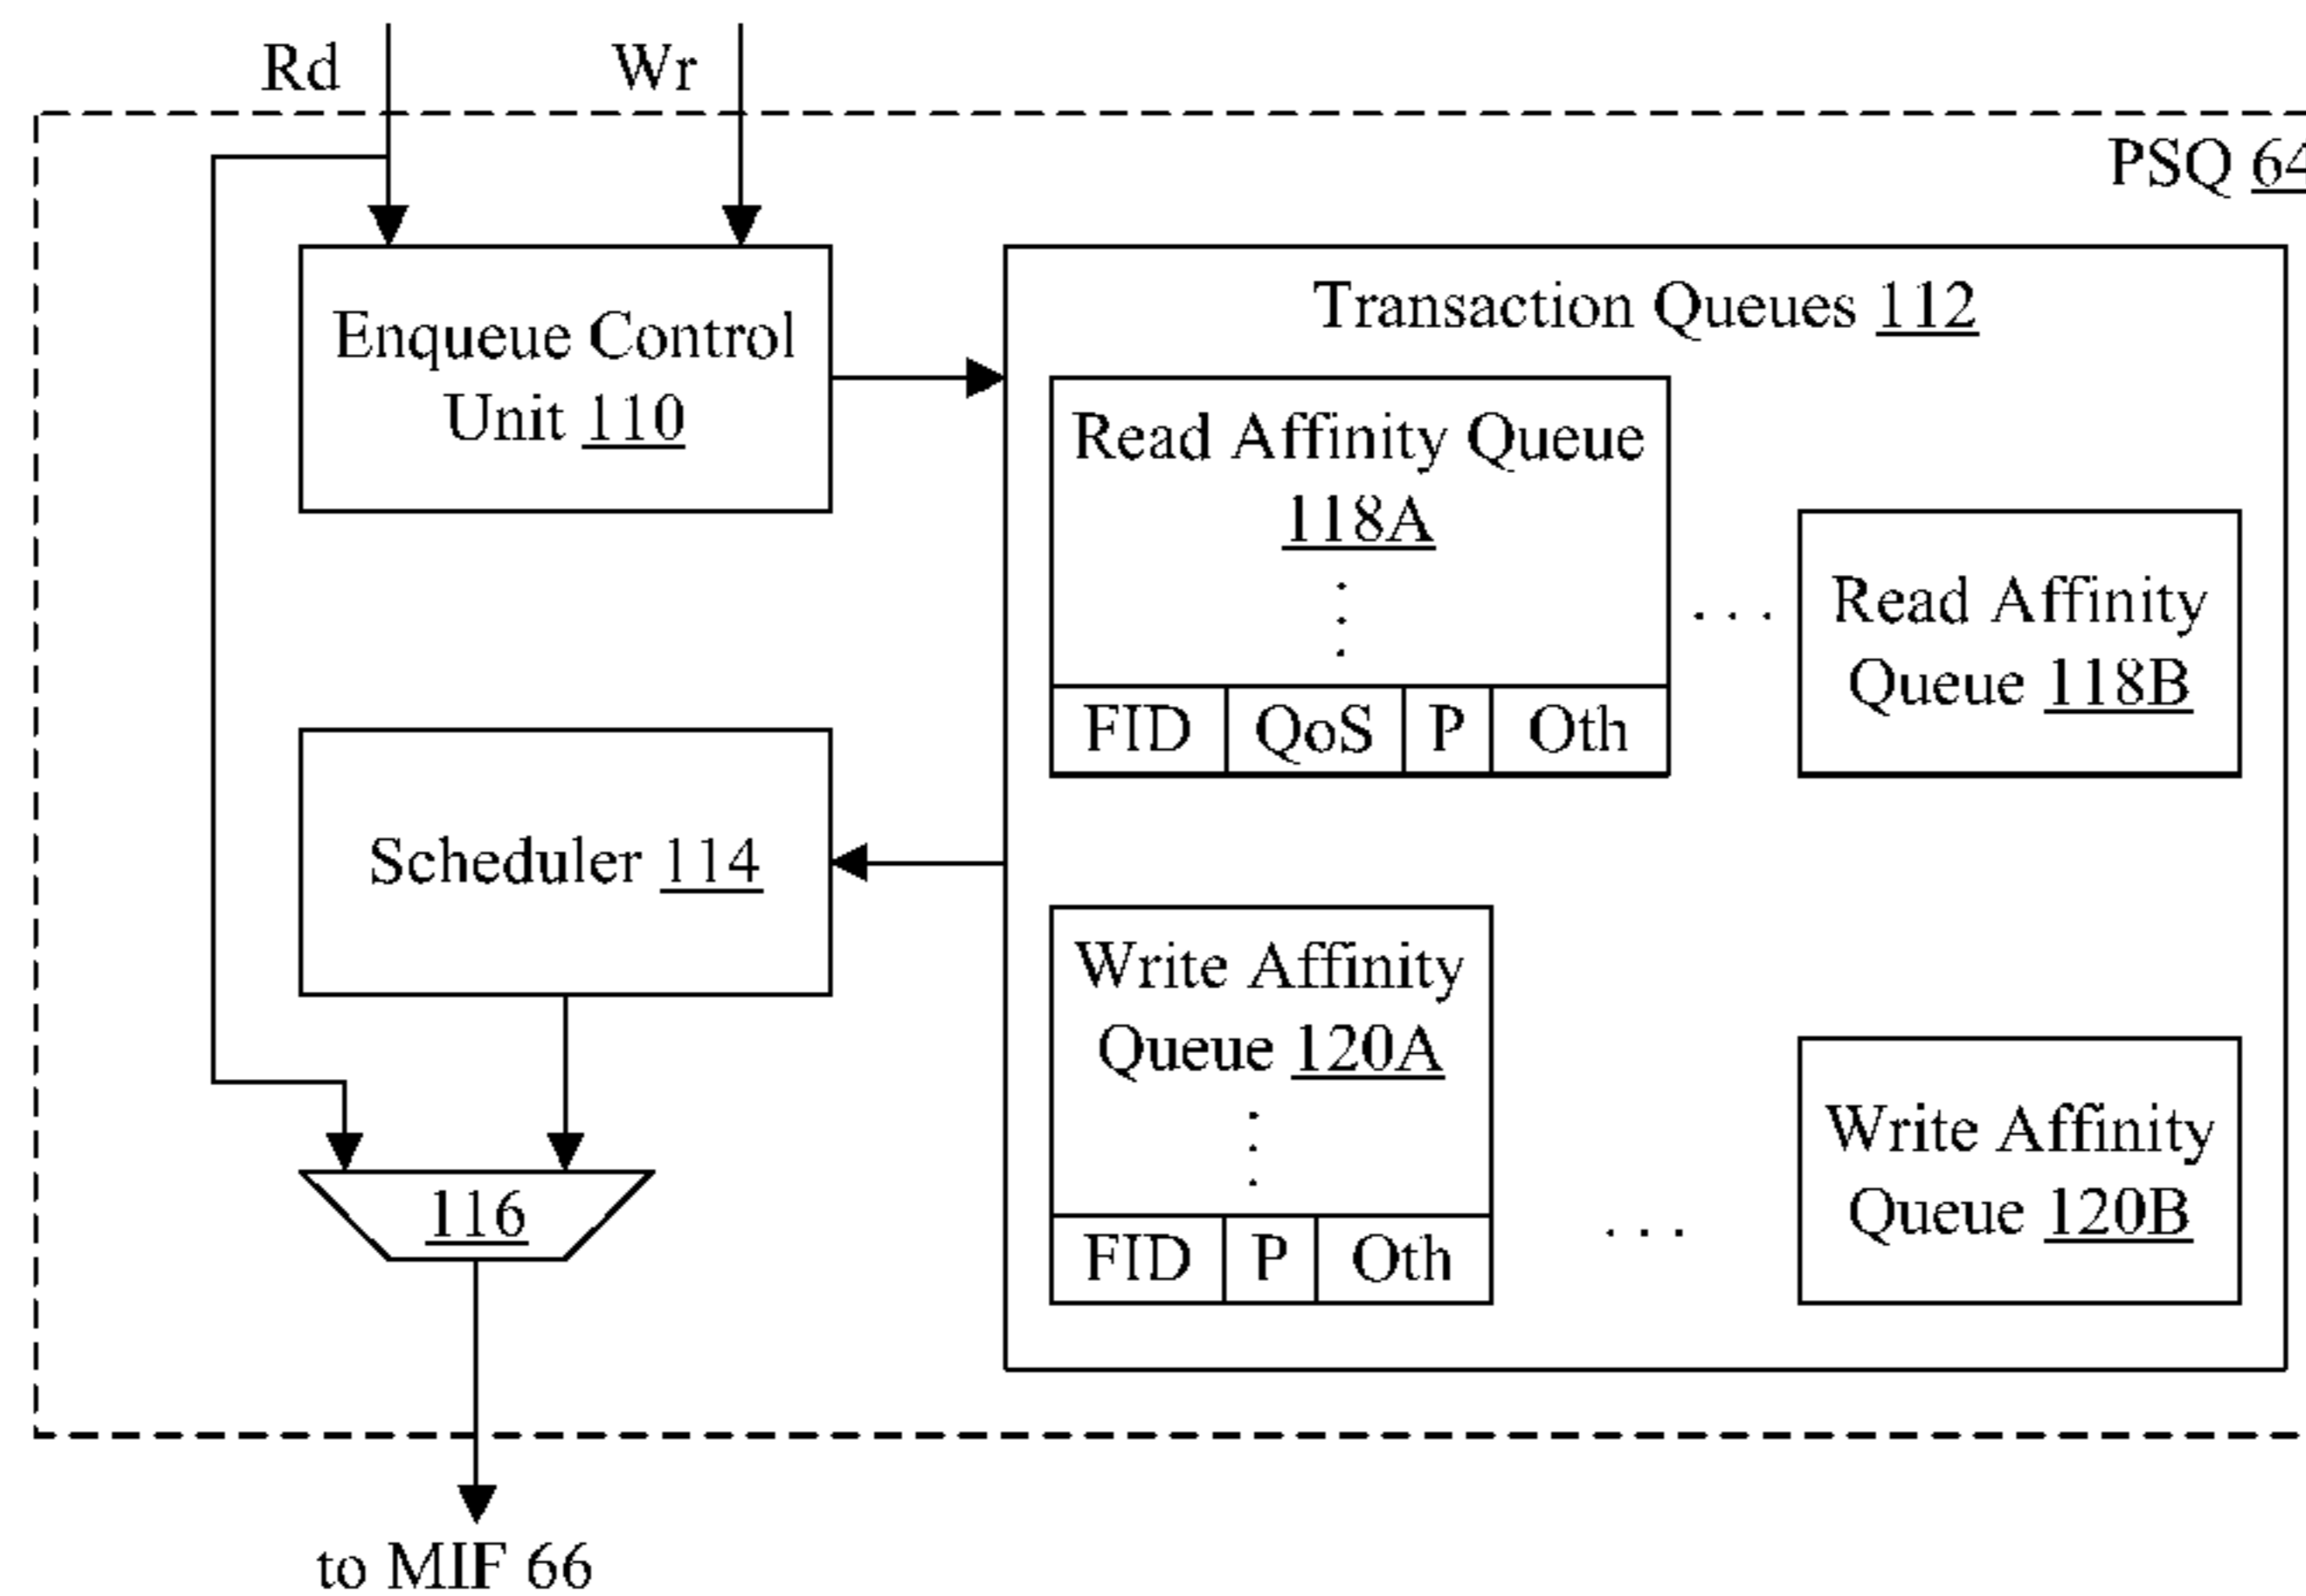 Rd
Wr
PSQ 64
Enqueue Control
Unit 110
Transaction Queues 112
Read Affinity Queue
118A
FID QoS P Oth
Read Affinity
Queue 118B
Scheduler 114
Write Affinity
Queue 120A
FID P Oth
Write Affinity
Queue 120B
116
to MIF 66